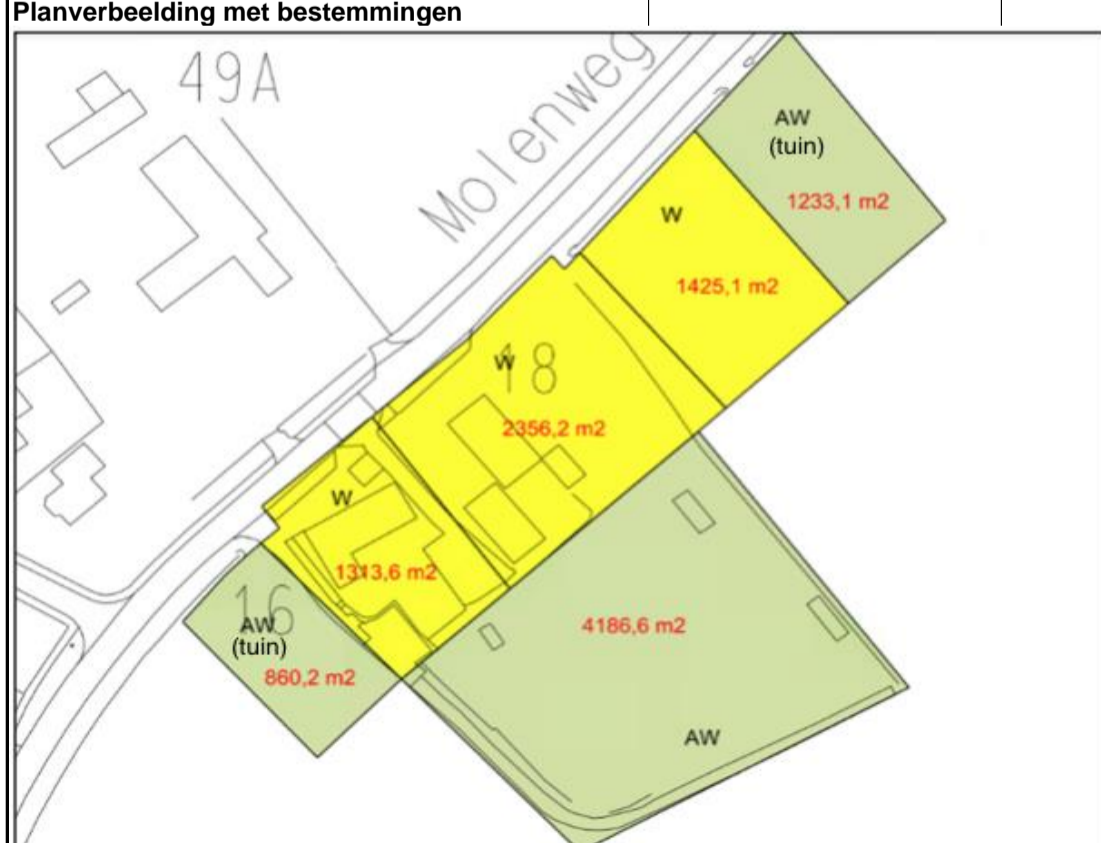 Planverbeelding met bestemmingen
49A
Molenweg
AW
(tuin)
1233,1 m2
W
1425,1 m2
W
18
2356,2 m2
W
1313,6 m2
16
AW
(tuin)
860,2 m2
4186,6 m2
AW